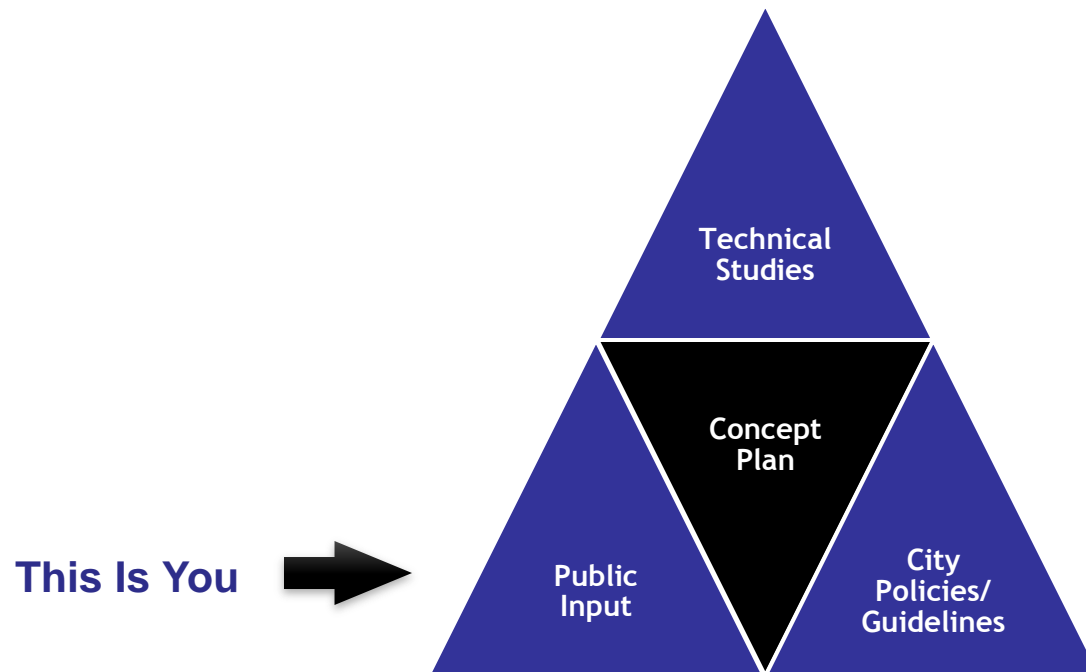 Technical
Studies
Concept
Plan
This Is You
Public
Input
City
Policies/
Guidelines